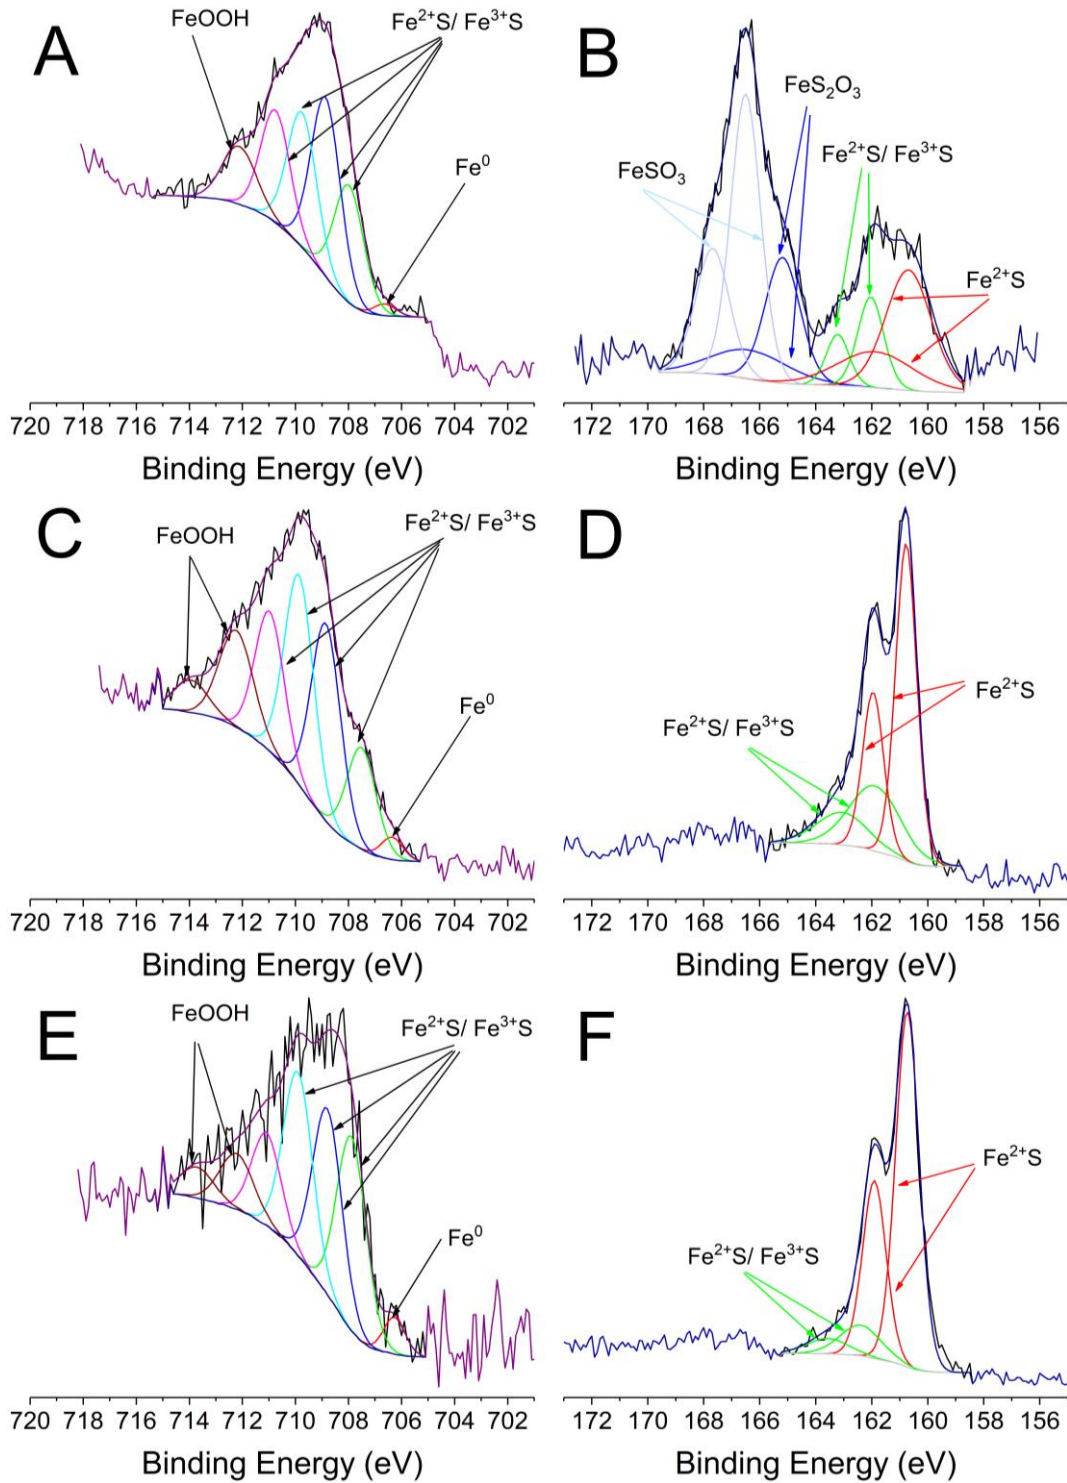 A
FeOOH
Fe²⁺S/ Fe³⁺S
Fe⁰
720 718 716 714 712 710 708 706 704 702
Binding Energy (eV)
B
FeS₂O₃
FeSO₃
Fe²⁺S/ Fe³⁺S
Fe²⁺S
172 170 168 166 164 162 160 158 156
Binding Energy (eV)
C
FeOOH
Fe²⁺S/ Fe³⁺S
Fe⁰
720 718 716 714 712 710 708 706 704 702
Binding Energy (eV)
D
Fe²⁺S
Fe²⁺S/ Fe³⁺S
172 170 168 166 164 162 160 158 156
Binding Energy (eV)
E
FeOOH
Fe²⁺S/ Fe³⁺S
Fe⁰
720 718 716 714 712 710 708 706 704 702
Binding Energy (eV)
F
Fe²⁺S
Fe²⁺S/ Fe³⁺S
172 170 168 166 164 162 160 158 156
Binding Energy (eV)